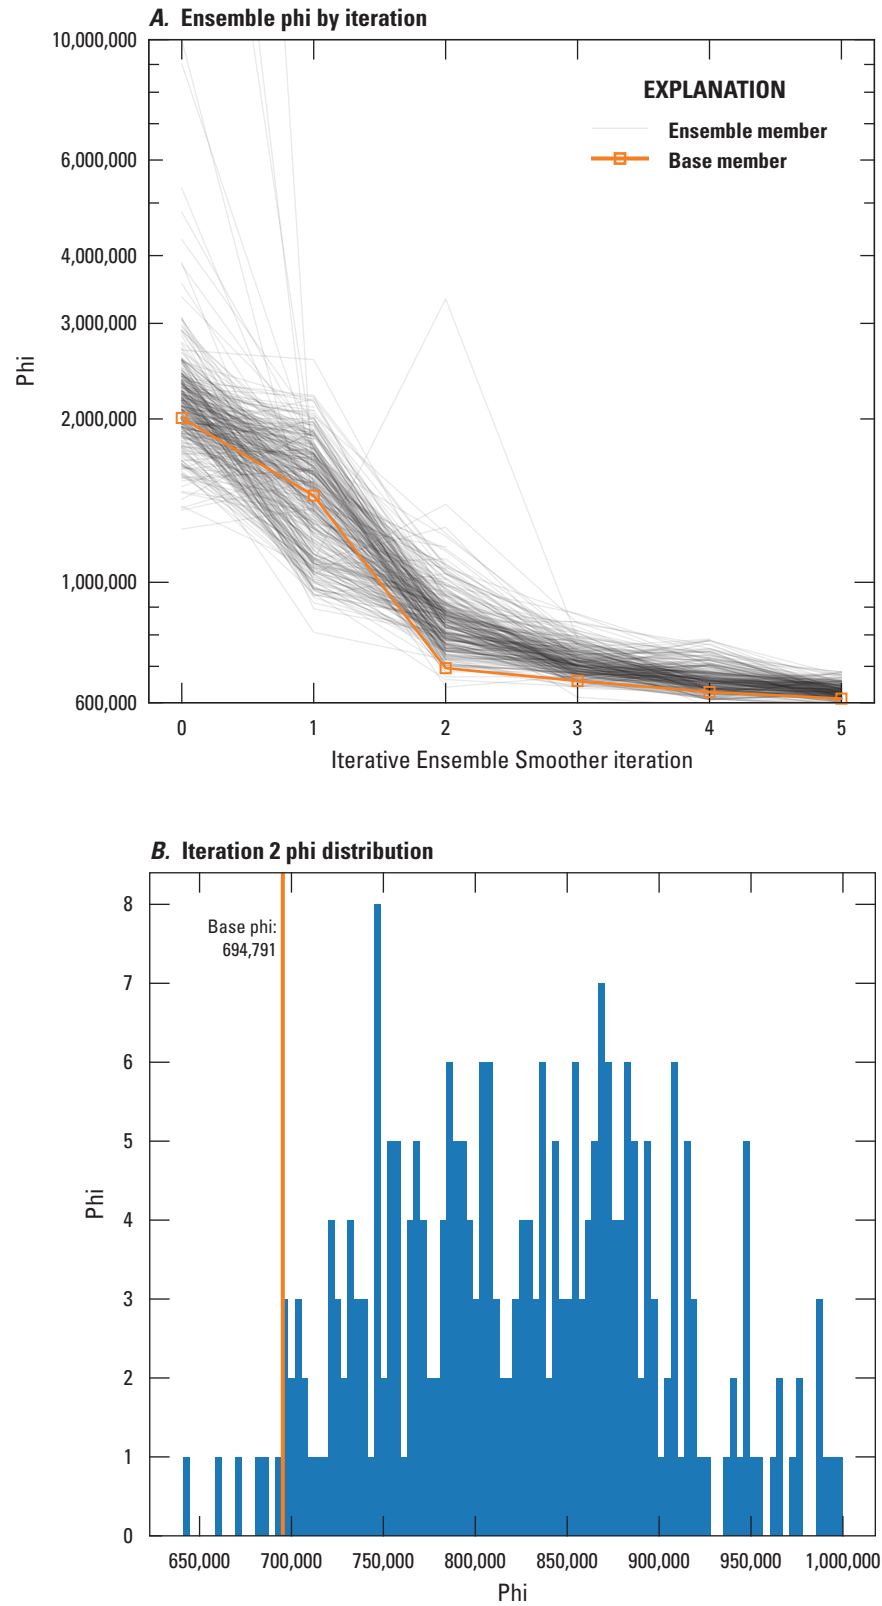 A. Ensemble phi by iteration
10,000,000
6,000,000
4,000,000
3,000,000
2,000,000
1,000,000
600,000
Phi
EXPLANATION
Ensemble member
Base member
0 1 2 3 4 5
Iterative Ensemble Smoother iteration
B. Iteration 2 phi distribution
8
7
6
5
4
3
2
1
0
Phi
Base phi:
694,791
650,000 700,000 750,000 800,000 850,000 900,000 950,000 1,000,000
Phi